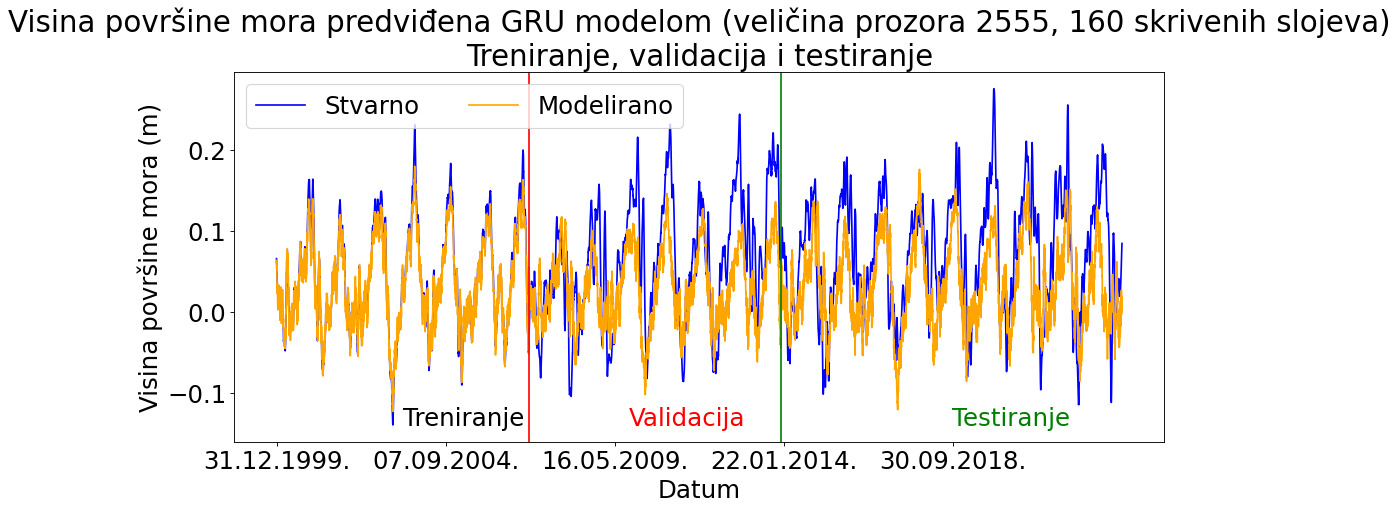 Visina površine mora predviđena GRU modelom (veličina prozora 2555, 160 skrivenih slojeva)
Treniranje, validacija i testiranje
Stvarno
Modelirano
Visina površine mora (m)
0.2
0.1
0.0
−0.1
Treniranje
Validacija
Testiranje
31.12.1999.
07.09.2004.
16.05.2009.
22.01.2014.
30.09.2018.
Datum